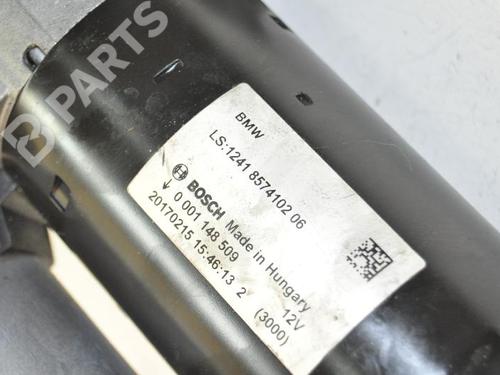 B PARTS
BMW
LS:1241 8574102 06
BOSCH Made in Hungary
0 001 148 509 12V
20170215 15:46:13 2 (3000)